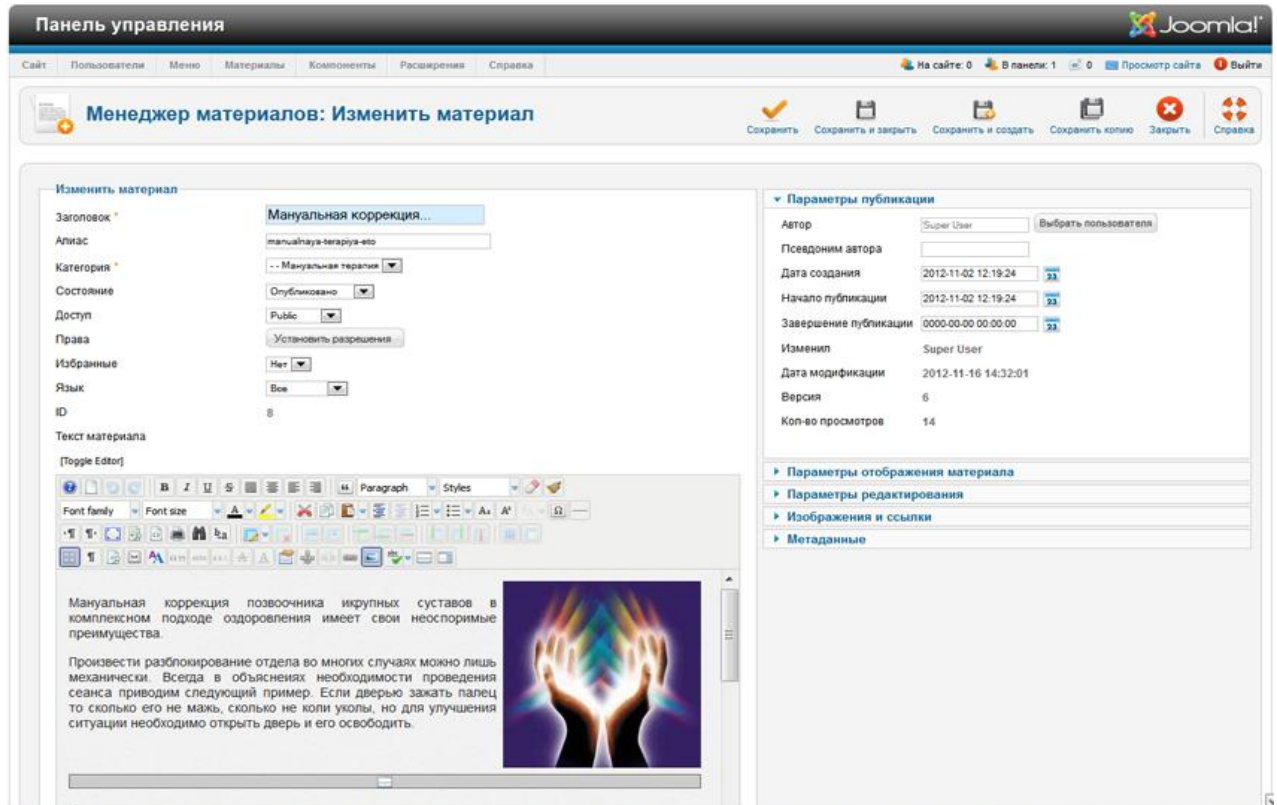 Панель управления
Joomla!
Сайт Пользователи Меню Материалы Компоненты Расширения Справка
На сайте: 0 В панели: 1 0 Просмотр сайта Выйти
Менеджер материалов: Изменить материал
Сохранить Сохранить и закрыть Сохранить и создать Сохранить копию Закрыть Справка
Изменить материал
Заголовок * Мануальная коррекция...
Алиас manualnaya-terapiya-eto
Категория * - - Мануальная терапия
Состояние Опубликовано
Доступ Public
Права Установить разрешения
Избранные Нет
Язык Все
ID 8
Текст материала
[Toggle Editor]
Paragraph Styles
Font family Font size
Мануальная коррекция позвоочника икрупных суставов в
комплексном подходе оздоровления имеет свои неоспоримые
преимущества.
Произвести разблокирование отдела во многих случаях можно лишь
механически. Всегда в объяснеиях необходимости проведения
сеанса приводим следующий пример. Если дверью зажать палец
то сколько его не мажь, сколько не коли уколы, но для улучшения
ситуации необходимо открыть дверь и его освободить.
Параметры публикации
Автор Super User Выбрать пользователя
Псевдоним автора
Дата создания 2012-11-02 12:19:24 23
Начало публикации 2012-11-02 12:19:24 23
Завершение публикации 0000-00-00 00:00:00 23
Изменил Super User
Дата модификации 2012-11-16 14:32:01
Версия 6
Кол-во просмотров 14
Параметры отображения материала
Параметры редактирования
Изображения и ссылки
Метаданные